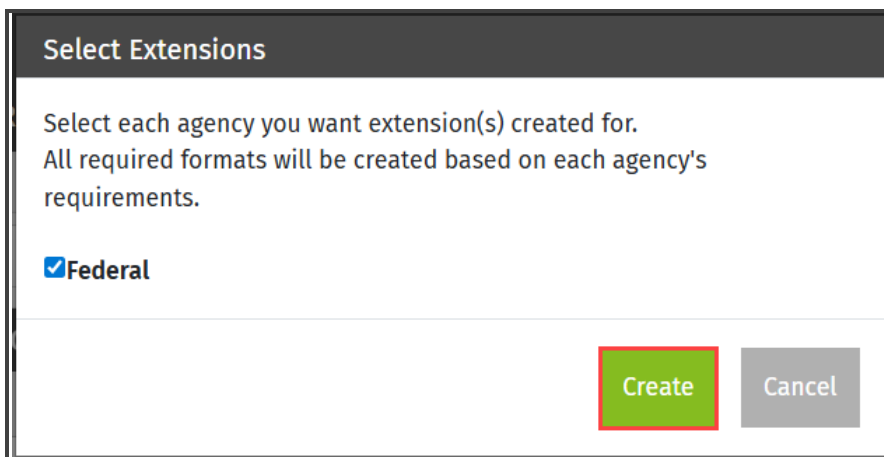 Select Extensions
Select each agency you want extension(s) created for.
All required formats will be created based on each agency's
requirements.
Federal
Create
Cancel